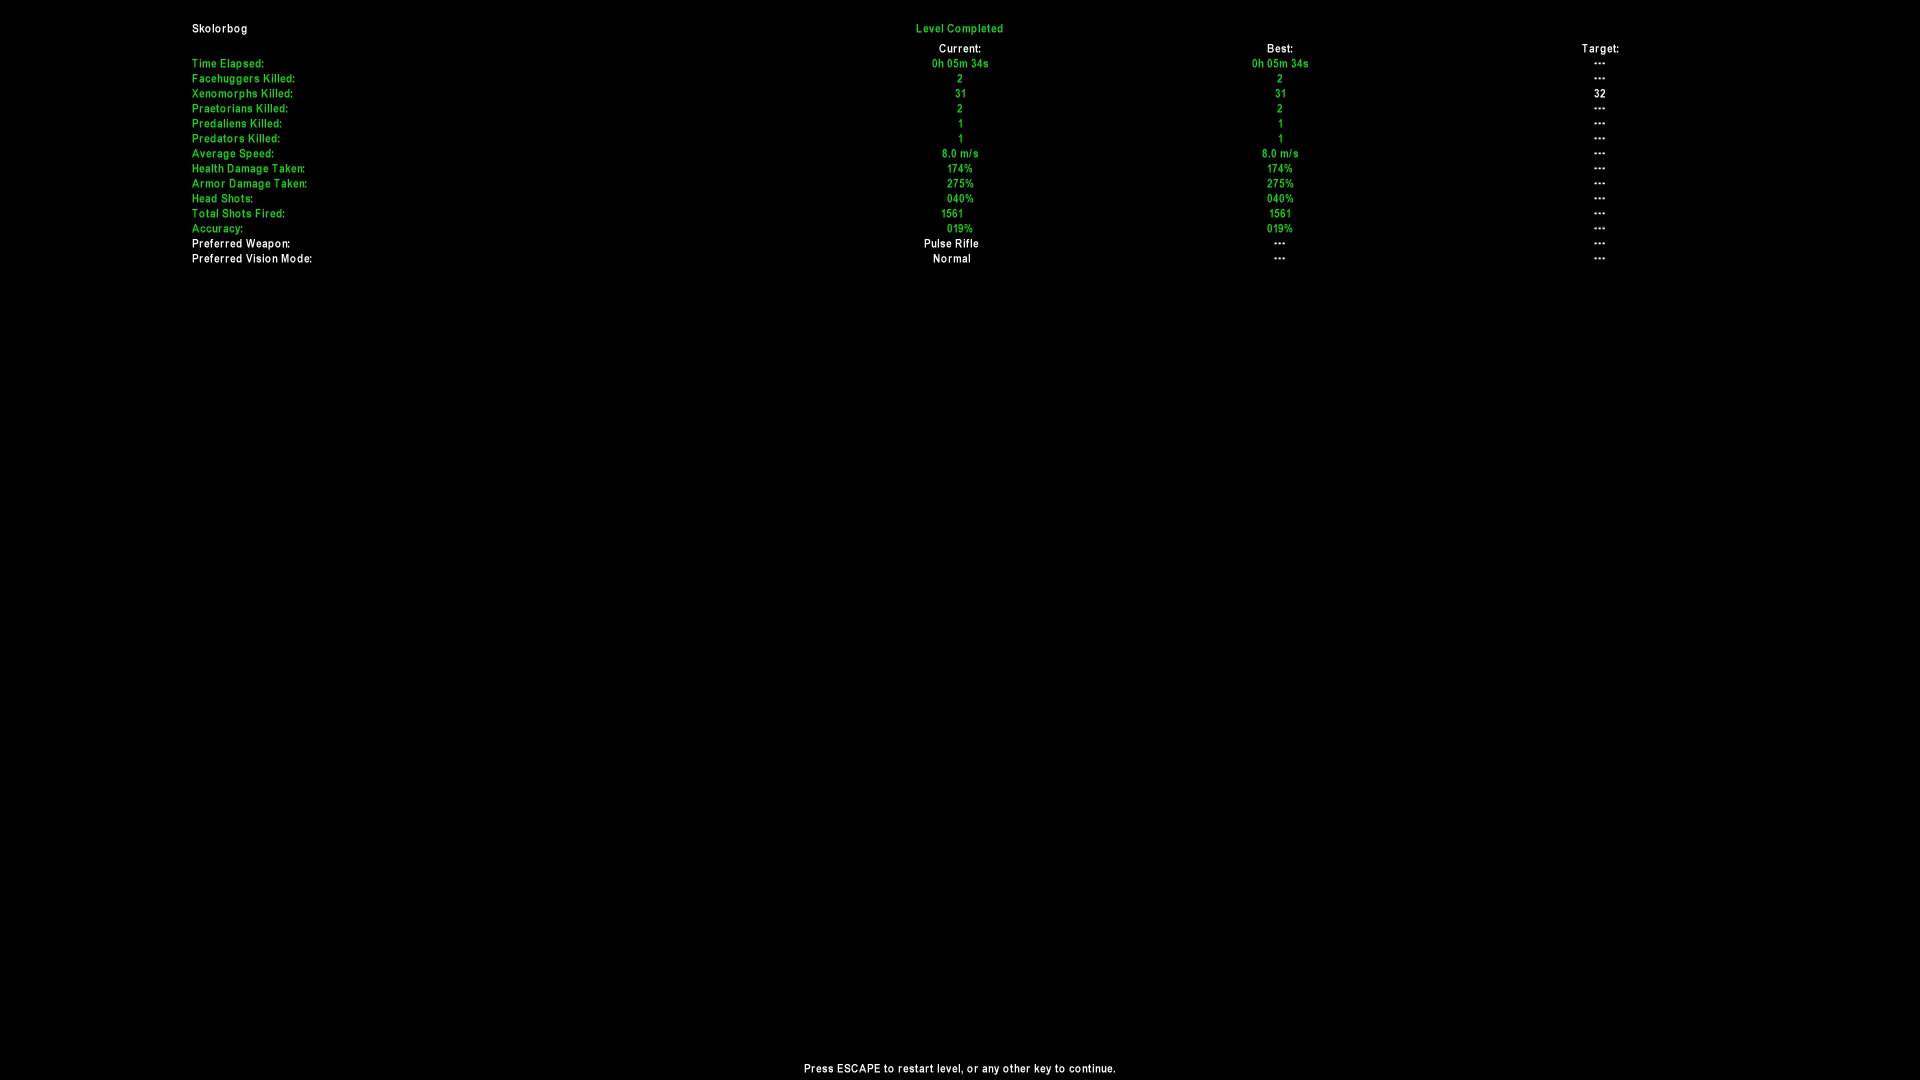 Skolorbog Level Completed
Current: Best: Target:
Time Elapsed: 0h 05m 34s 0h 05m 34s ---
Facehuggers Killed: 2 2 ---
Xenomorphs Killed: 31 31 32
Praetorians Killed: 2 2 ---
Predaliens Killed: 1 1 ---
Predators Killed: 1 1 ---
Average Speed: 8.0 m/s 8.0 m/s ---
Health Damage Taken: 174% 174% ---
Armor Damage Taken: 275% 275% ---
Head Shots: 040% 040% ---
Total Shots Fired: 1561 1561 ---
Accuracy: 019% 019% ---
Preferred Weapon: Pulse Rifle --- ---
Preferred Vision Mode: Normal --- ---
Press ESCAPE to restart level, or any other key to continue.